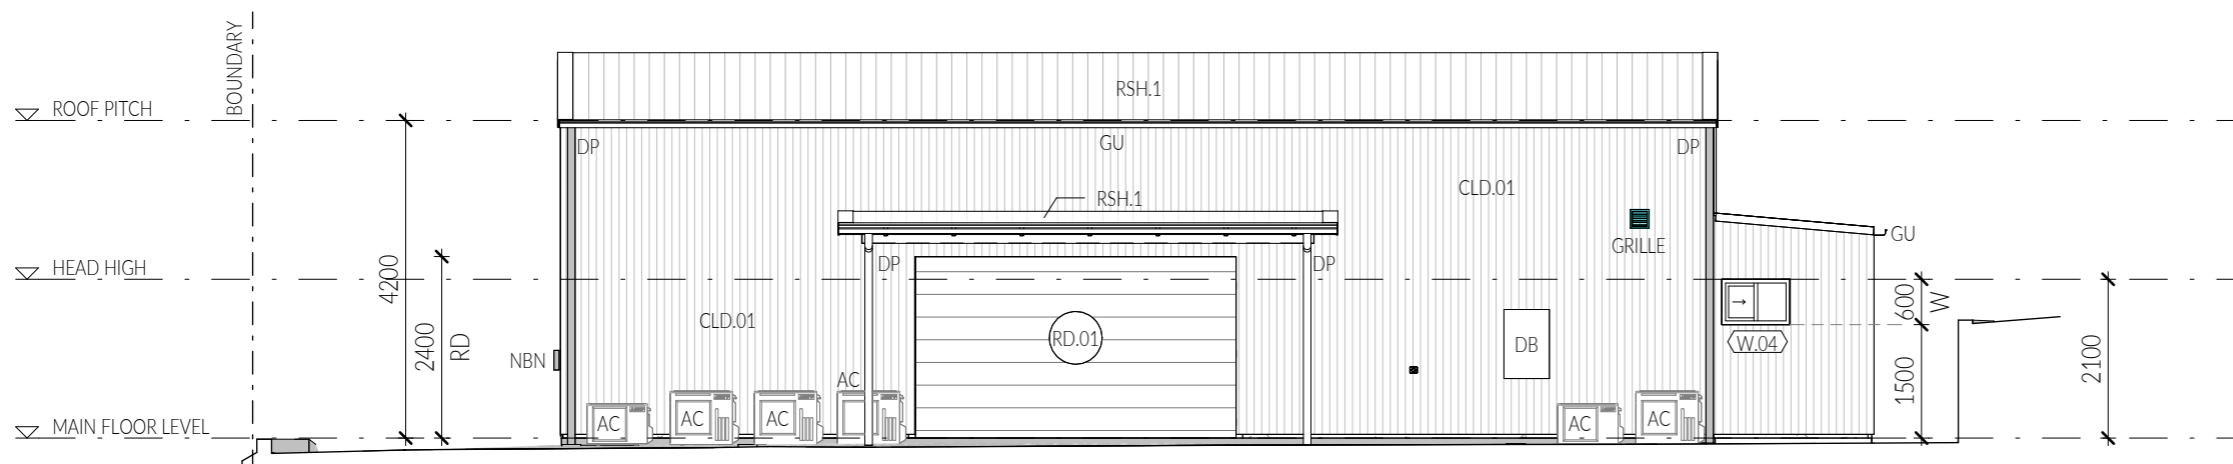 BOUNDARY
RSH.1
ROOF PITCH
DP
GU
DP
CLD.01
RSH.1
GU
GRILLE
HEAD HIGH
DP
DP
4200
2400
RD
600
W
CLD.01
RD.01
DB
W.04
2100
NBN
1500
AC
AC
AC
AC
AC
AC
MAIN FLOOR LEVEL